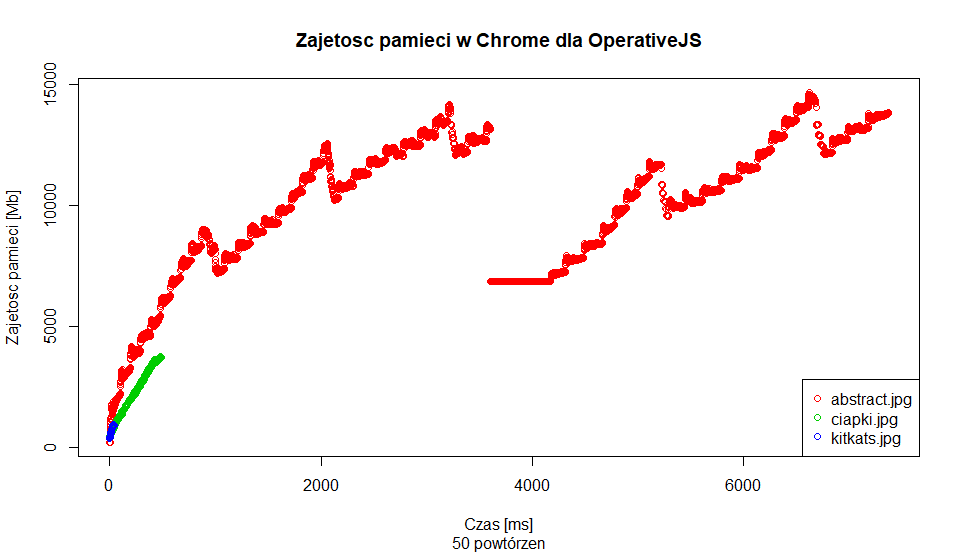 Zajetosc pamieci w Chrome dla OperativeJS
Zajetosc pamieci [Mb]
15000
10000
5000
0
0
2000
4000
6000
abstract.jpg
ciapki.jpg
kitkats.jpg
Czas [ms]
50 powtórzen